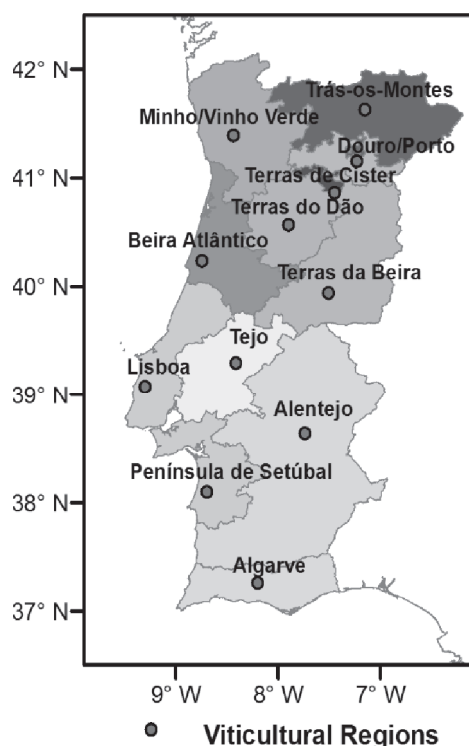 42° N
Trás-os-Montes
Minho/Vinho Verde
Douro/Porto
41° N
Terras de Cister
Terras do Dão
Beira Atlântico
40° N
Terras da Beira
Tejo
Lisboa
39° N
Alentejo
Península de Setúbal
38° N
Algarve
37° N
9° W 8° W 7° W
Viticultural Regions